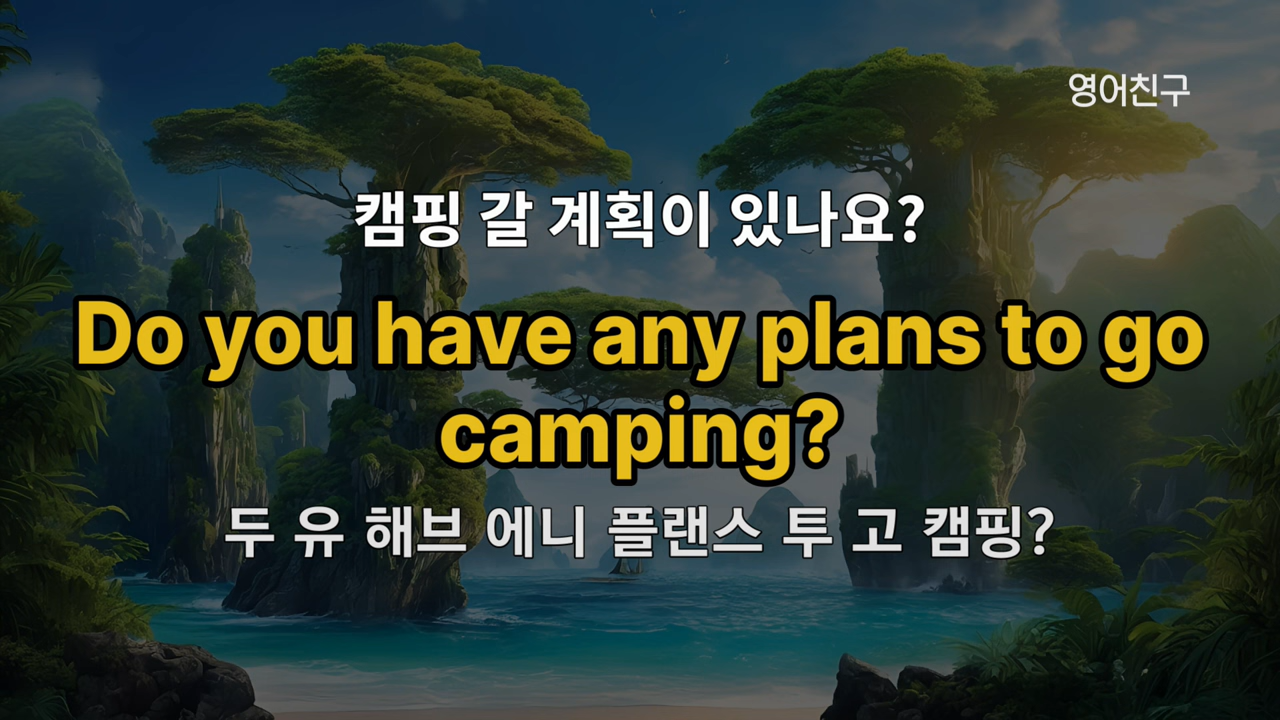 영어친구
캠핑 갈 계획이 있나요?
Do you have any plans to go
camping?
두 유 해브 에니 플랜스 투 고 캠핑?